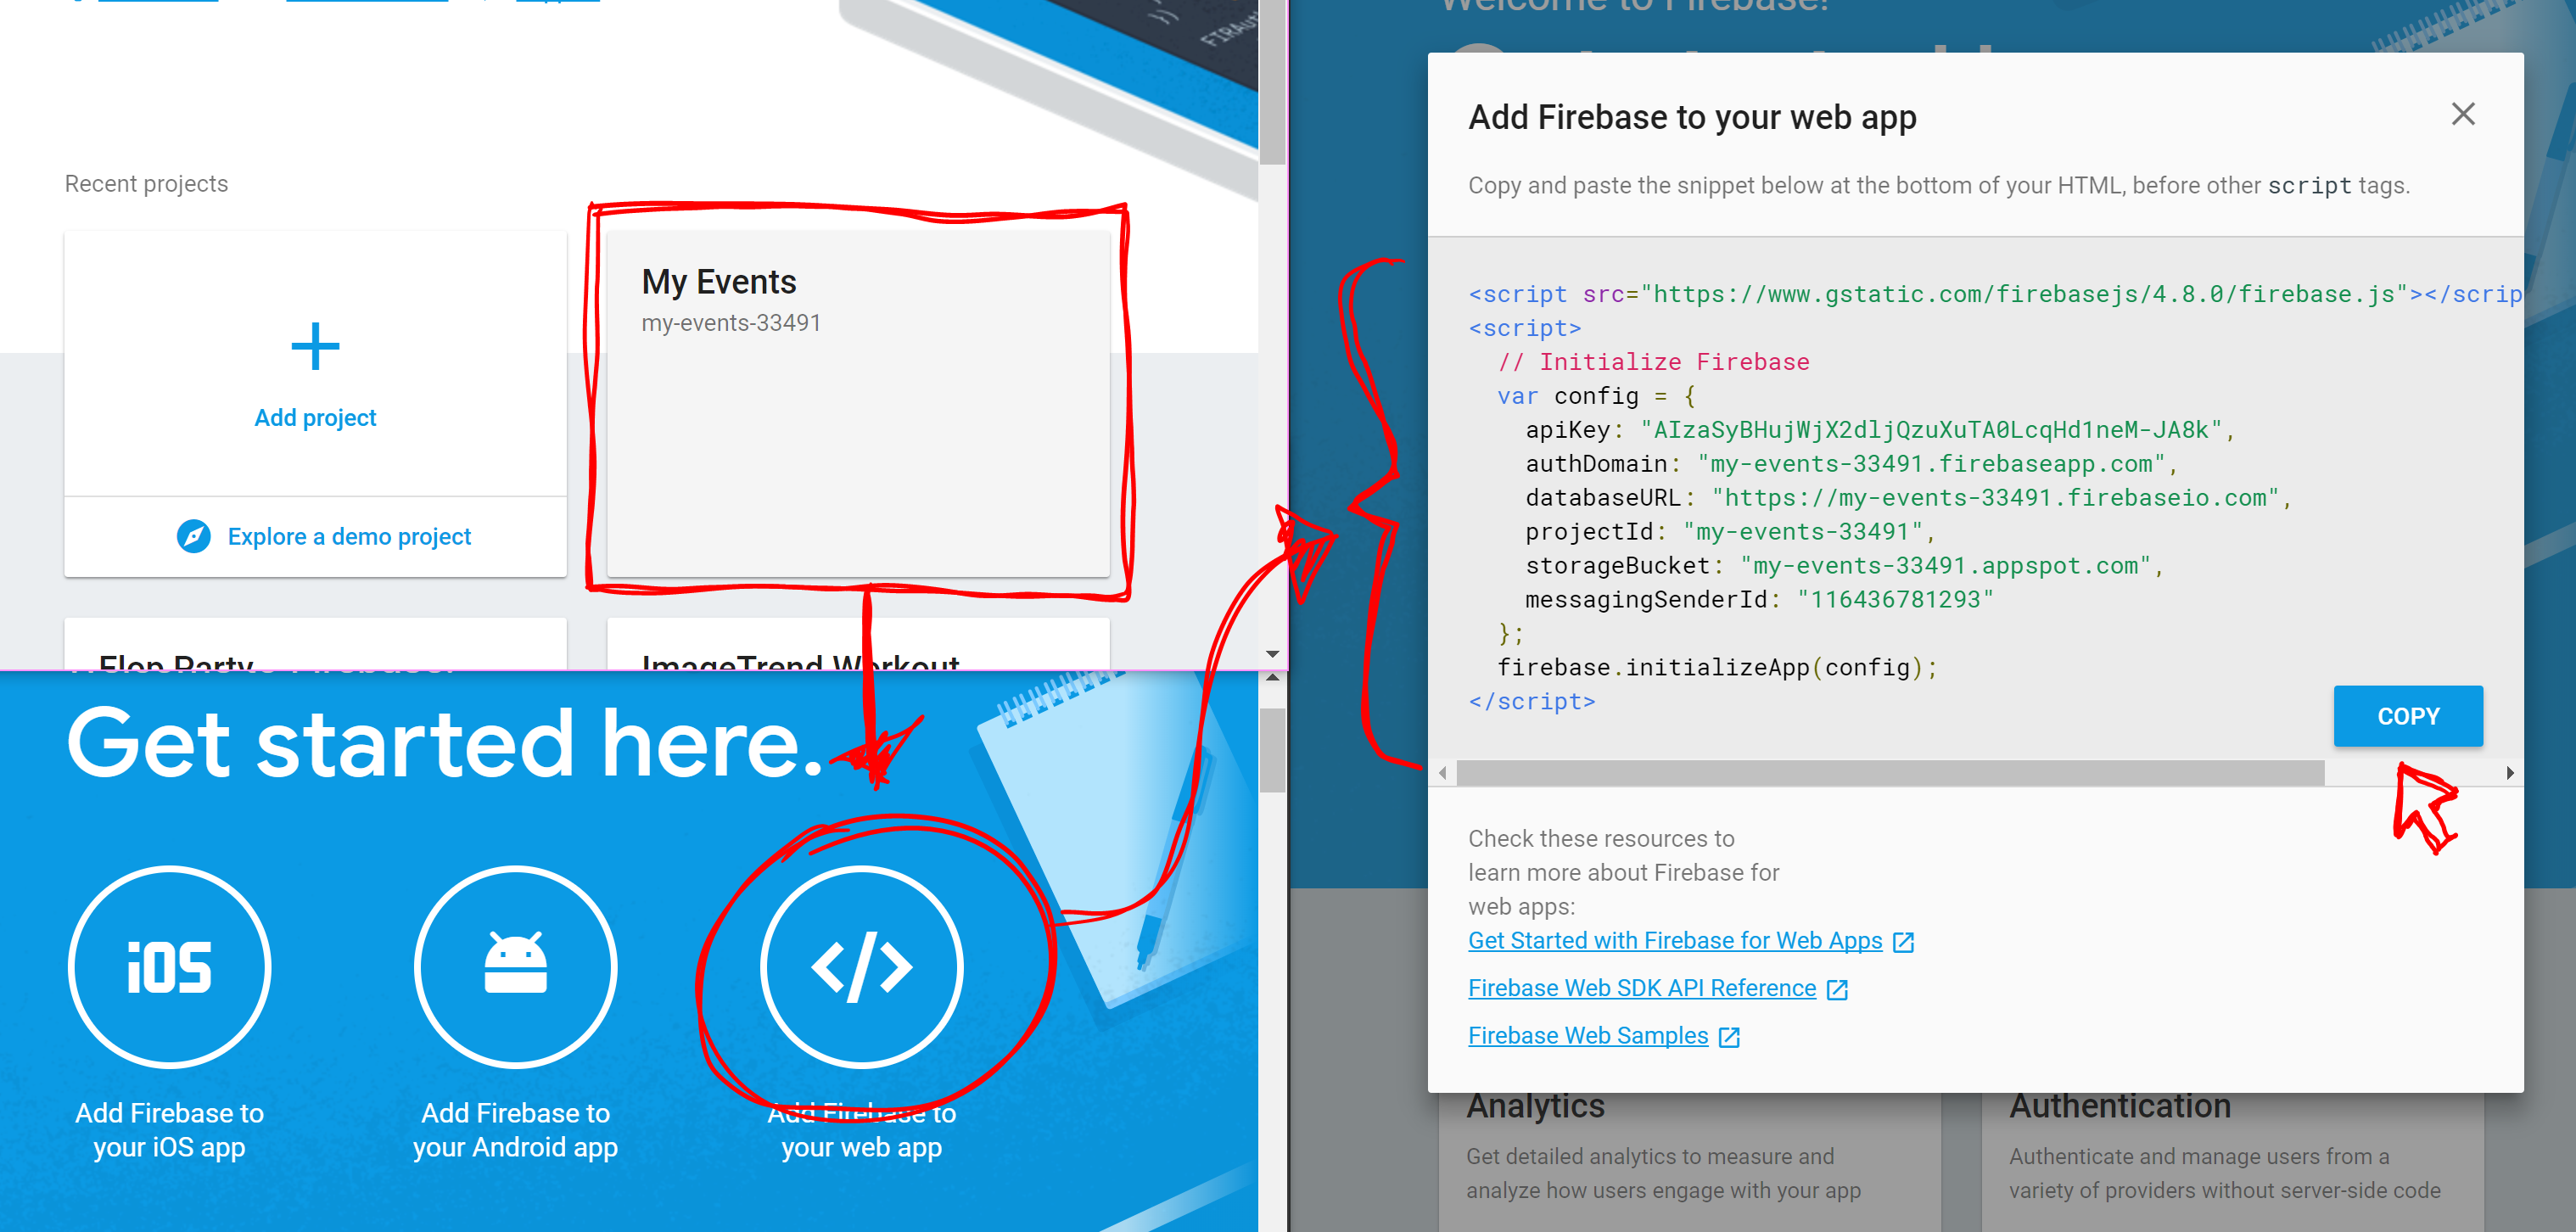 })
Recent projects
Add project
Explore a demo project
My Events
my-events-33491
Flop Party
ImageTrend Workout
Welcome to Firebase!
Get started here.
iOS
</>
Add Firebase to
your iOS app
Add Firebase to
your Android app
Add Firebase to
your web app
Welcome to Firebase!
Add Firebase to your web app
Copy and paste the snippet below at the bottom of your HTML, before other script tags.
<script src="https://www.gstatic.com/firebasejs/4.8.0/firebase.js"></scrip
<script>
// Initialize Firebase
var config = {
apiKey: "AIzaSyBHujWjX2dljQzuXuTA0LcqHd1neM-JA8k",
authDomain: "my-events-33491.firebaseapp.com",
databaseURL: "https://my-events-33491.firebaseio.com",
projectId: "my-events-33491",
storageBucket: "my-events-33491.appspot.com",
messagingSenderId: "116436781293"
};
firebase.initializeApp(config);
</script>
COPY
Check these resources to
learn more about Firebase for
web apps:
Get Started with Firebase for Web Apps
Firebase Web SDK API Reference
Firebase Web Samples
Analytics
Get detailed analytics to measure and
analyze how users engage with your app
Authentication
Authenticate and manage users from a
variety of providers without server-side code